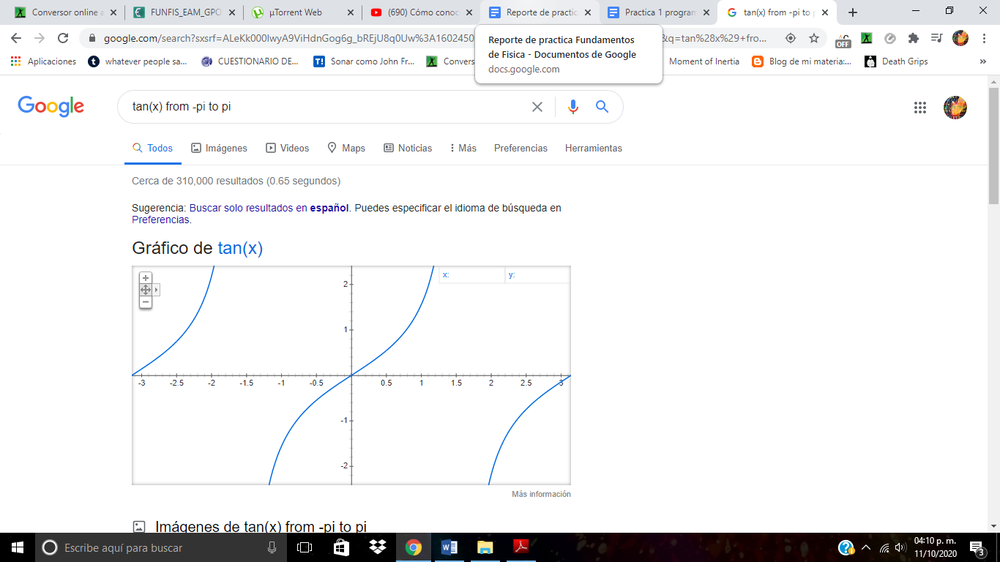 Conversor online a
FUNFIS_EAM_GPO
µTorrent Web
(690) Cómo conoc
Reporte de practic
Practica 1 program
tan(x) from -pi to p
google.com/search?sxsrf=ALeKk000lwyA9ViHdnGog6g_bREjU8q0Uw%3A1602450
&q=tan%28x%29+fro...
OFF
Reporte de practica Fundamentos
de Fisica - Documentos de Google
docs.google.com
Aplicaciones
whatever people sa...
CUESTIONARIO DE...
T!
Sonar como John Fr...
Convers
Moment of Inertia
Blog de mi materia:...
Death Grips
»
Google
tan(x) from -pi to pi
Todos
Imágenes
Videos
Maps
Noticias
Más
Preferencias
Herramientas
Cerca de 310,000 resultados (0.65 segundos)
Sugerencia: Buscar solo resultados en español. Puedes especificar el idioma de búsqueda en
Preferencias.
Gráfico de tan(x)
x:
y:
2
1
-3 -2.5 -2 -1.5 -1 -0.5 0.5 1 1.5 2 2.5 3
-1
-2
Más información
Imágenes de tan(x) from -pi to pi
Escribe aquí para buscar
04:10 p. m.
11/10/2020
3